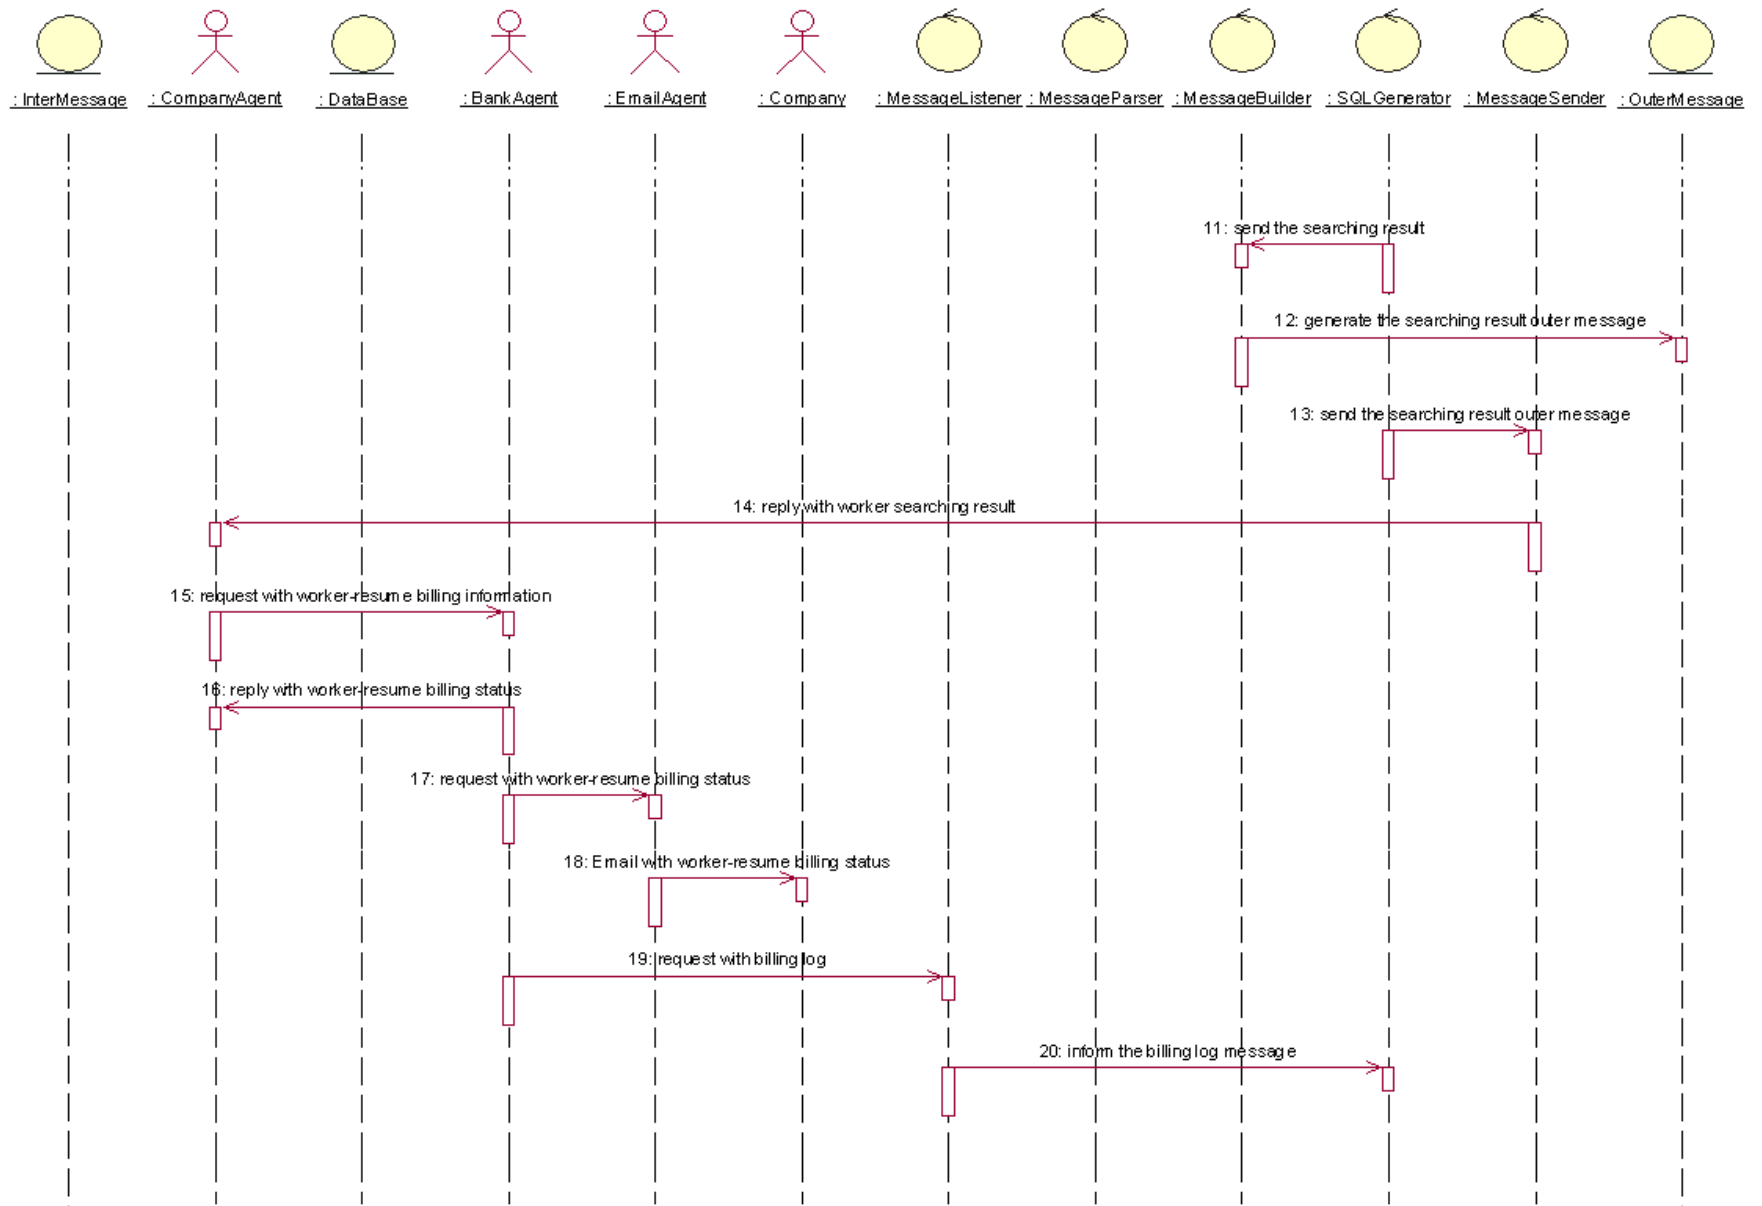 : InterMessage
: CompanyAgent
: DataBase
: BankAgent
: EmailAgent
: Company
: MessageListener
: MessageParser
: MessageBuilder
: SQLGenerator
: MessageSender
: OuterMessage
11: send the searching result
12: generate the searching result outer message
13: send the searching result outer message
14: reply with worker searching result
15: request with worker-resume billing information
16: reply with worker-resume billing status
17: request with worker-resume billing status
18: Email with worker-resume billing status
19: request with billing log
20: inform the billing log message